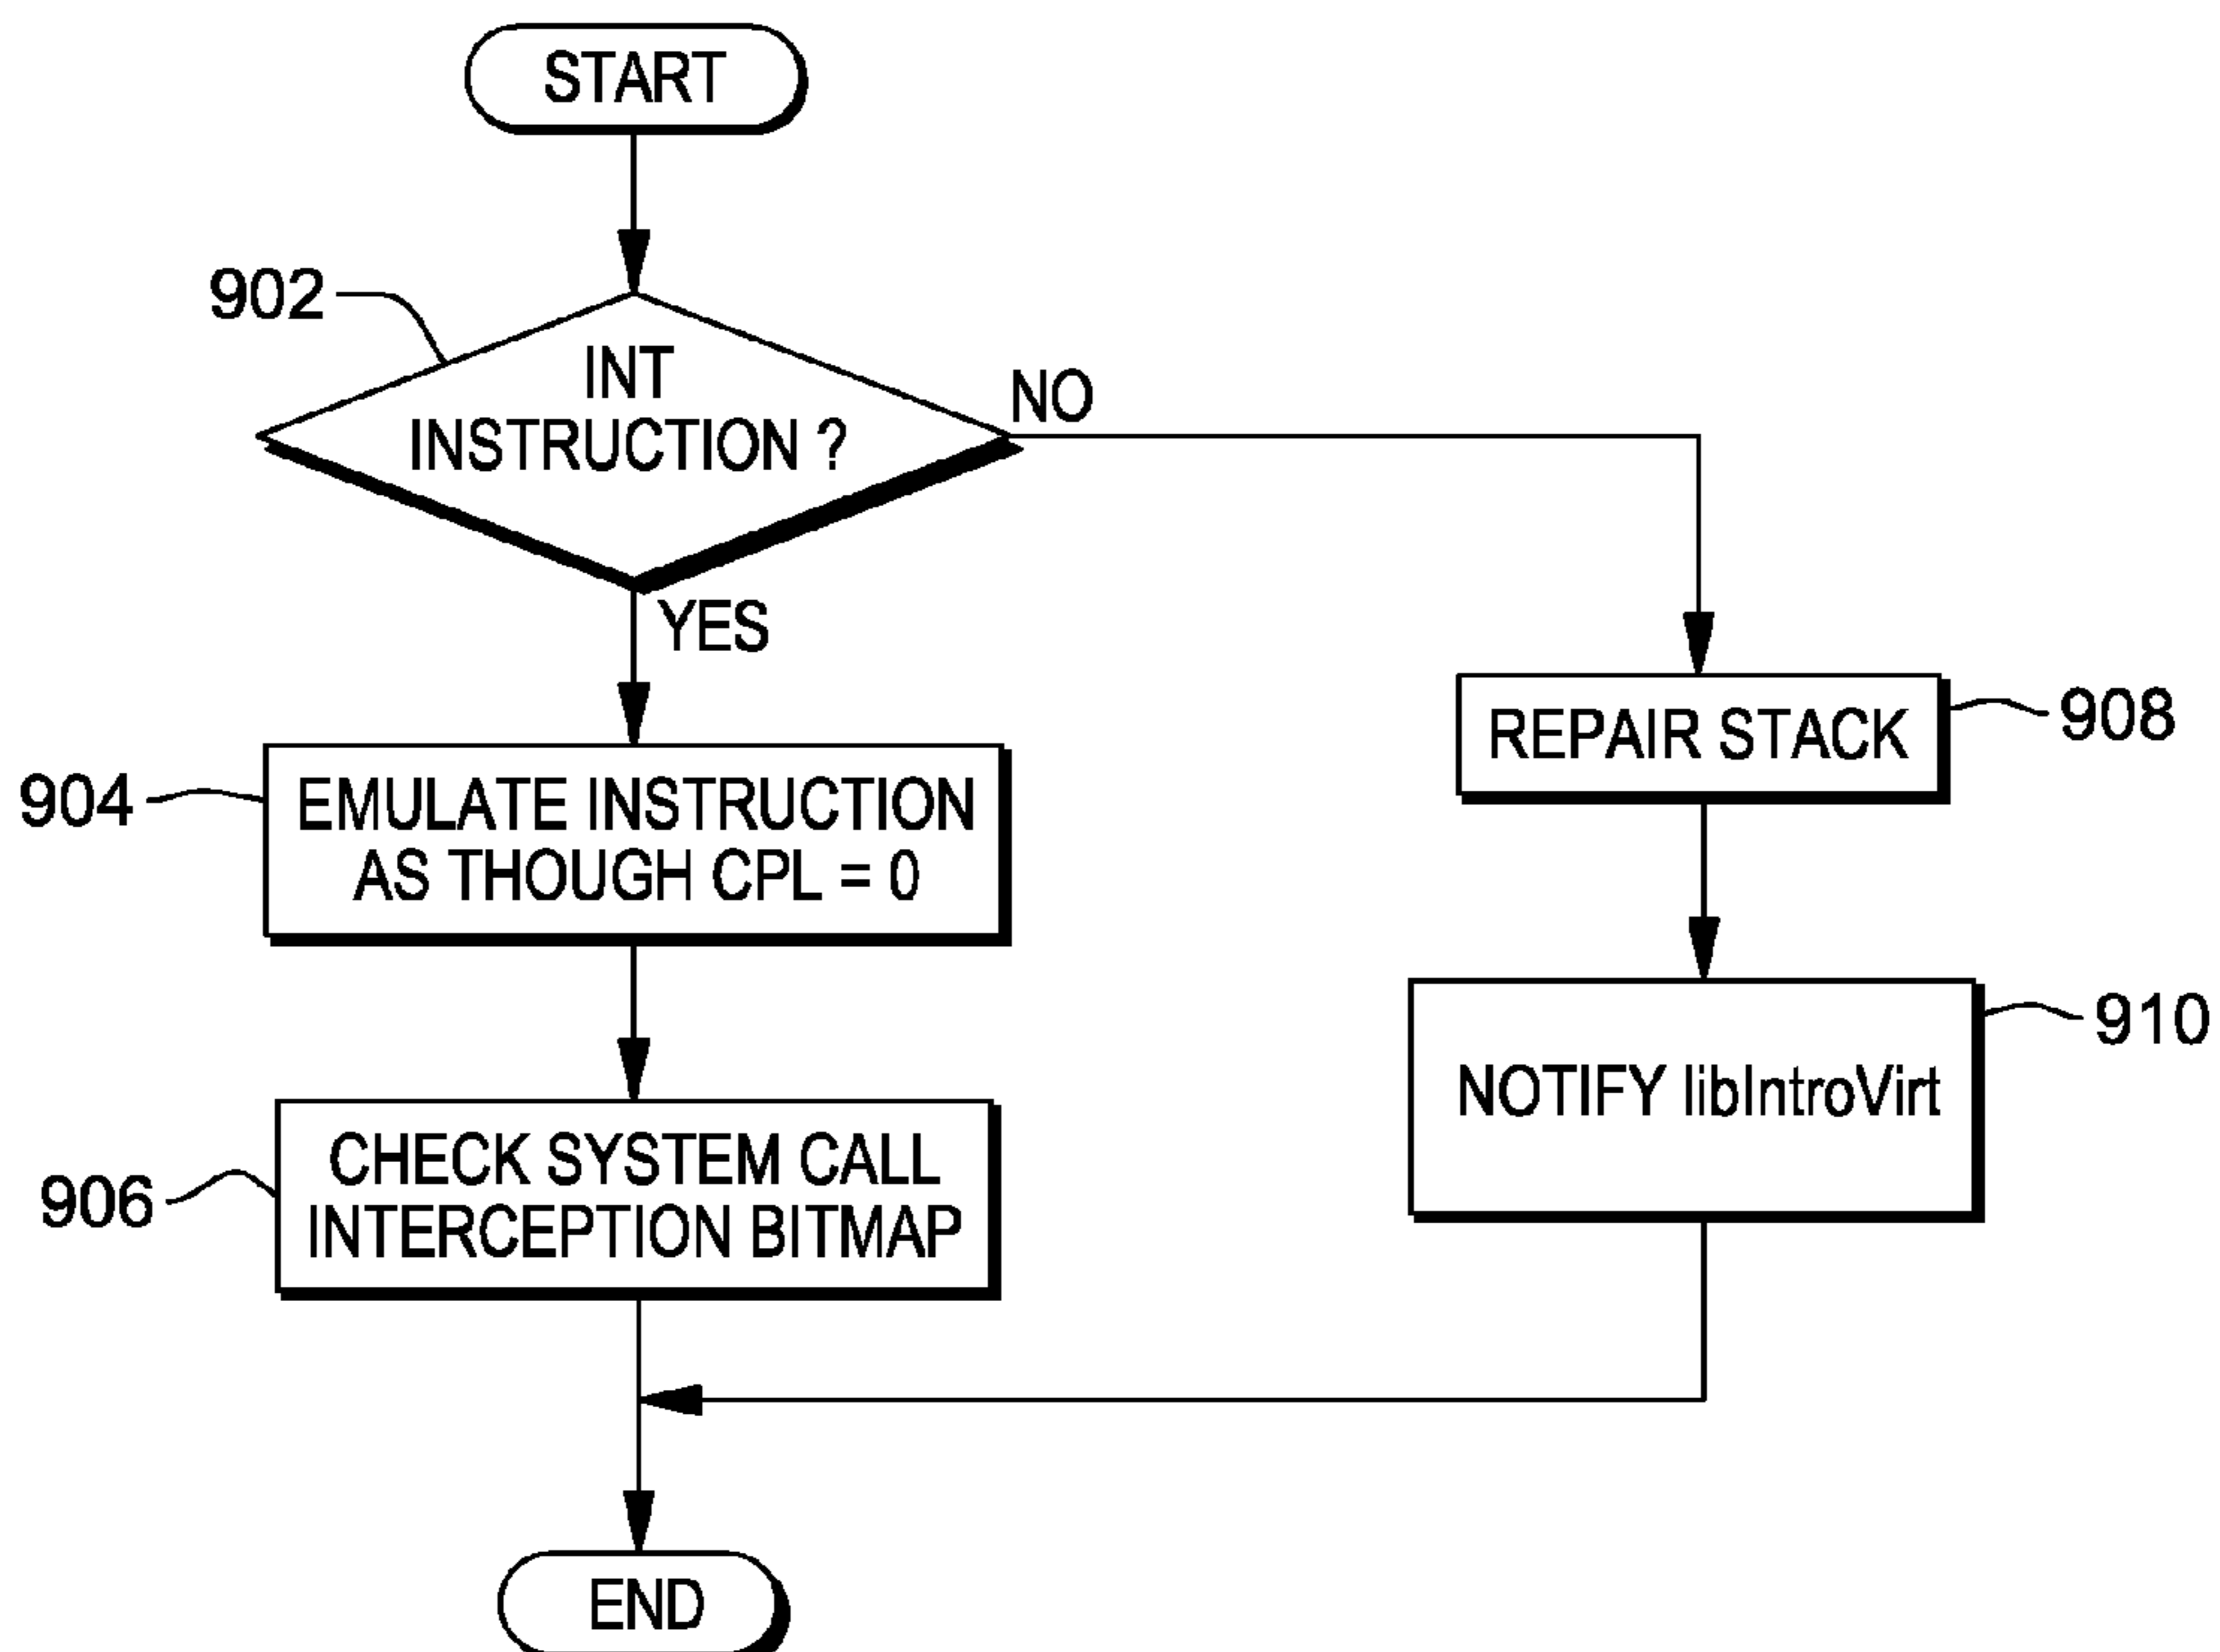 START
902
INT
INSTRUCTION ?
NO
YES
904
EMULATE INSTRUCTION
AS THOUGH CPL = 0
906
CHECK SYSTEM CALL
INTERCEPTION BITMAP
REPAIR STACK
908
NOTIFY libIntroVirt
910
END